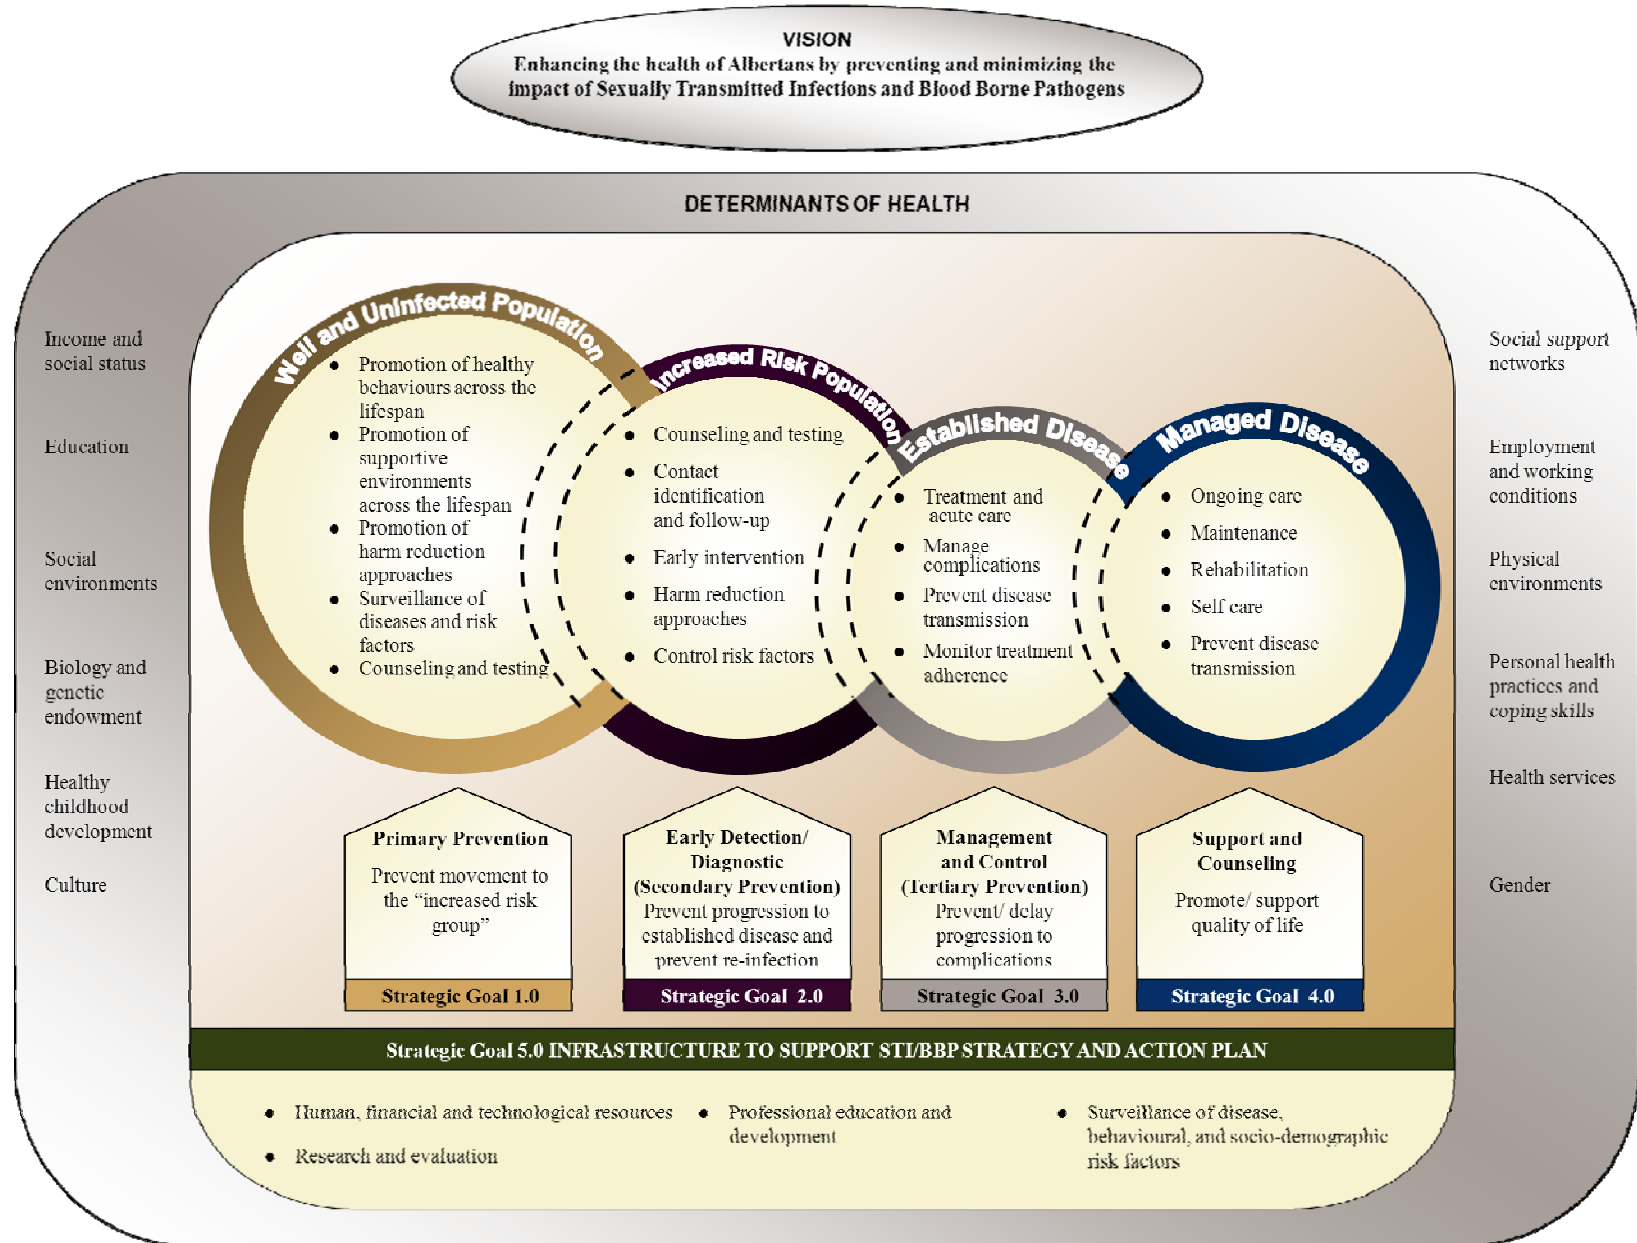 VISION
Enhancing the health of Albertans by preventing and minimizing the
impact of Sexually Transmitted Infections and Blood Borne Pathogens
DETERMINANTS OF HEALTH
Income and
social status
Education
Social
environments
Biology and
genetic
endowment
Healthy
childhood
development
Culture
Well and Uninfected Population
● Promotion of healthy
behaviours across the
lifespan
● Promotion of
supportive
environments
across the lifespan
● Promotion of
harm reduction
approaches
● Surveillance of
diseases and risk
factors
● Counseling and testing
Increased Risk Population
● Counseling and testing
● Contact
identification
and follow-up
● Early intervention
● Harm reduction
approaches
● Control risk factors
Established Disease
● Treatment and
acute care
● Manage
complications
● Prevent disease
transmission
● Monitor treatment
adherence
Managed Disease
● Ongoing care
● Maintenance
● Rehabilitation
● Self care
● Prevent disease
transmission
Social support
networks
Employment
and working
conditions
Physical
environments
Personal health
practices and
coping skills
Health services
Gender
Primary Prevention
Prevent movement to
the “increased risk
group”
Strategic Goal 1.0
Early Detection/
Diagnostic
(Secondary Prevention)
Prevent progression to
established disease and
prevent re-infection
Strategic Goal 2.0
Management
and Control
(Tertiary Prevention)
Prevent/ delay
progression to
complications
Strategic Goal 3.0
Support and
Counseling
Promote/ support
quality of life
Strategic Goal 4.0
Strategic Goal 5.0 INFRASTRUCTURE TO SUPPORT STI/BBP STRATEGY AND ACTION PLAN
● Human, financial and technological resources
● Research and evaluation
● Professional education and
development
● Surveillance of disease,
behavioural, and socio-demographic
risk factors